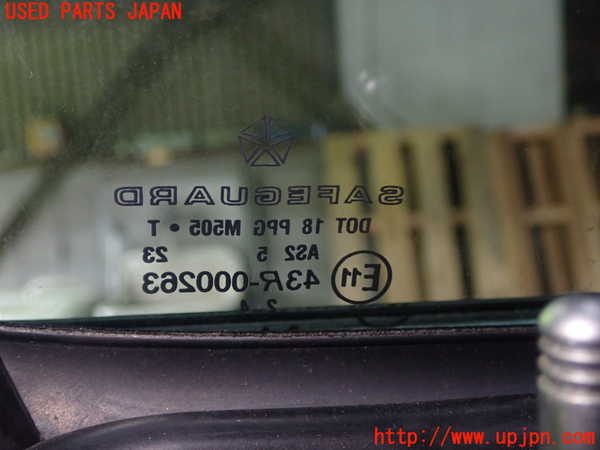 USED PARTS JAPAN
SAFEGUARD
DOT 18 PPG M505 • T
AS2 5 23
E11 43R-000263
http://www.upjpn.com/